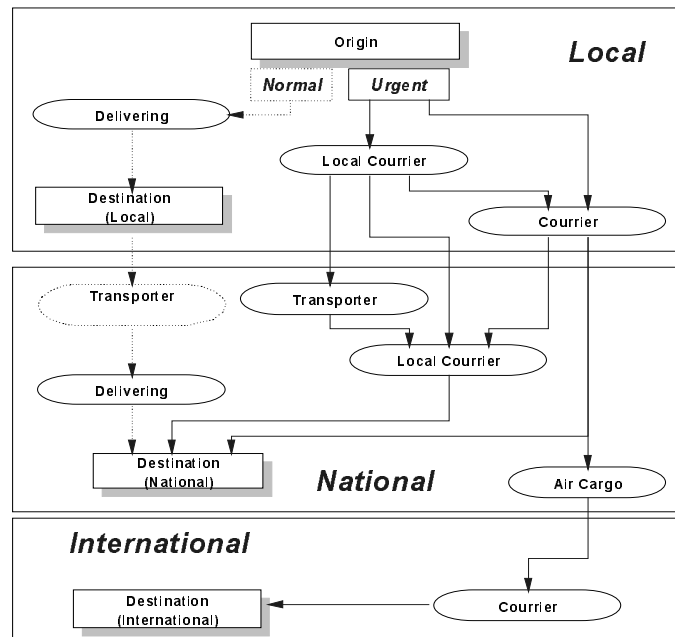 Origin
Local
Normal
Urgent
Delivering
Local Courrier
Destination
(Local)
Courrier
Transporter
Transporter
Local Courrier
Delivering
Destination
(National)
National
Air Cargo
International
Destination
(International)
Courrier